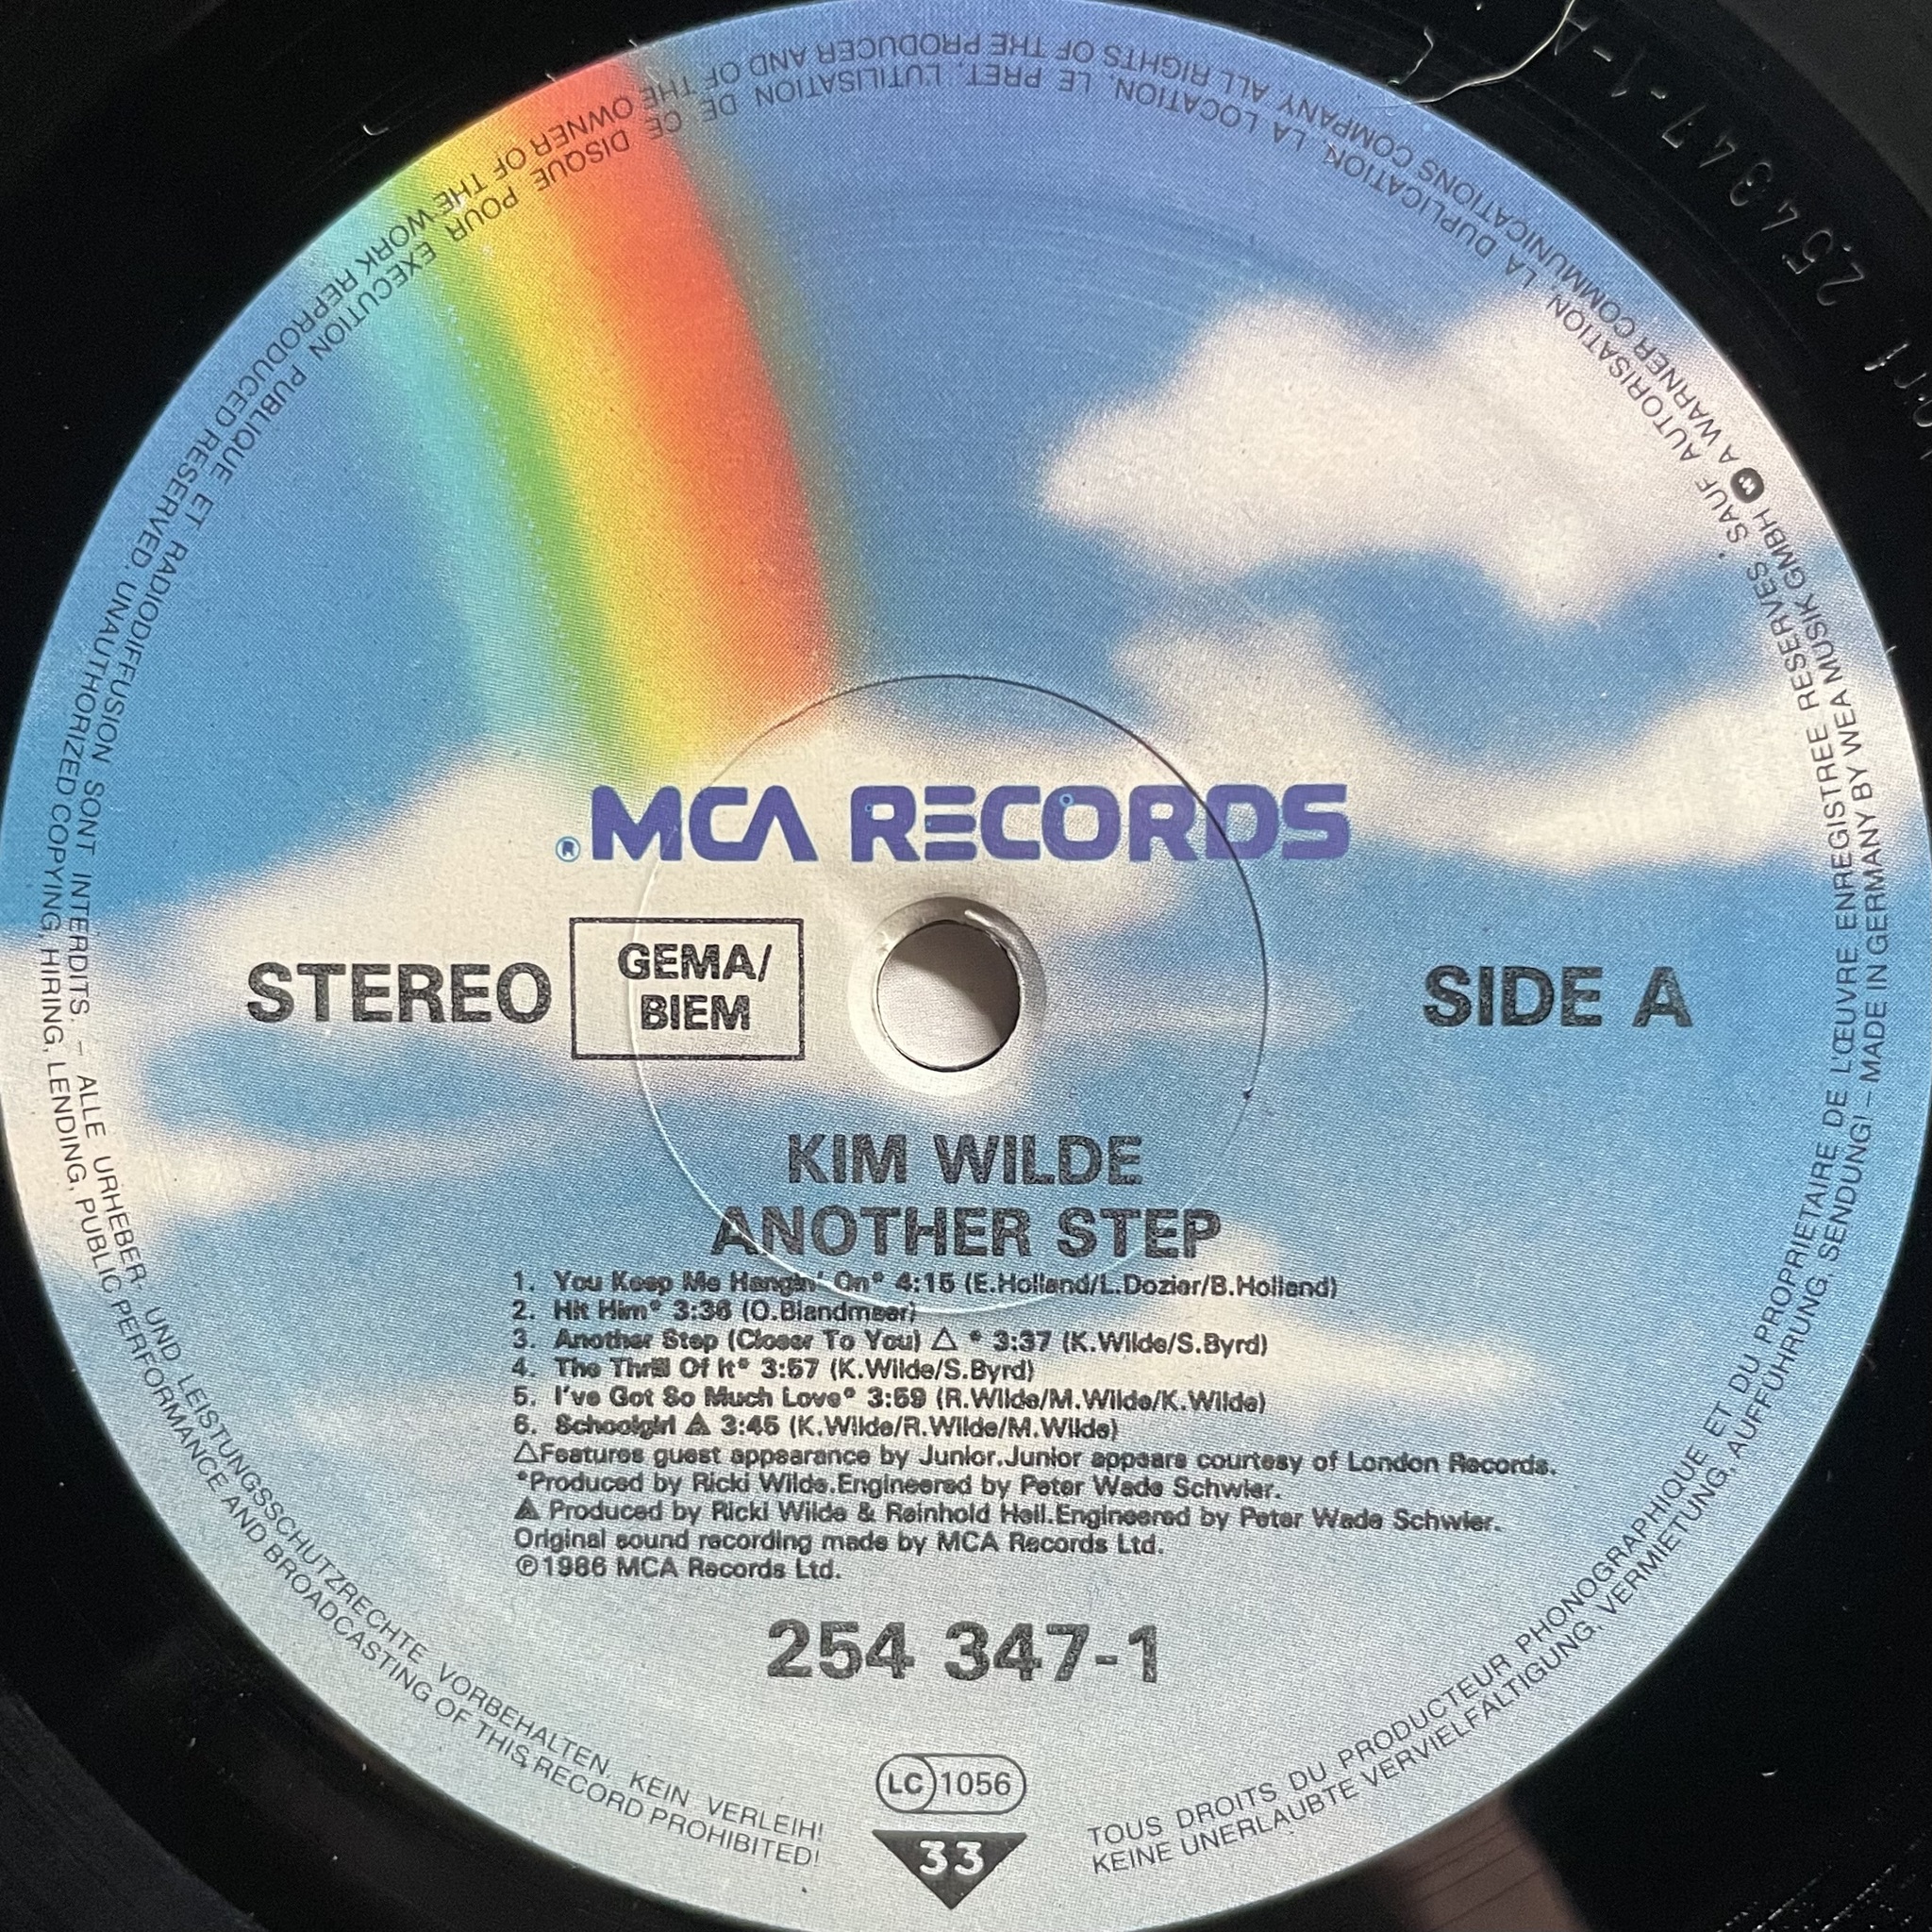 ® MCA RECORDS
STEREO
GEMA/
BIEM
SIDE A
KIM WILDE
ANOTHER STEP
1. You Keep Me Hangin' On* 4:15 (E.Holland/L.Dozier/B.Holland)
2. Hit Him* 3:36 (O.Blandmeer)
3. Another Step (Closer To You) △ * 3:37 (K.Wilde/S.Byrd)
4. The Thrill Of It* 3:57 (K.Wilde/S.Byrd)
5. I've Got So Much Love* 3:59 (R.Wilde/M.Wilde/K.Wilde)
6. Schoolgirl ◬ 3:45 (K.Wilde/R.Wilde/M.Wilde)
△Features guest appearance by Junior.Junior appears courtesy of London Records.
*Produced by Ricki Wilde.Engineered by Peter Wade Schwier.
◬ Produced by Ricki Wilde & Reinhold Heil.Engineered by Peter Wade Schwier.
Original sound recording made by MCA Records Ltd.
℗1986 MCA Records Ltd.
254 347-1
LC 1056
33
TOUS DROITS DU PRODUCTEUR PHONOGRAPHIQUE ET DU PROPRIETAIRE DE L'ŒUVRE ENREGISTREE RESERVES. SAUF AUTORISATION, LA DUPLICATION, LA LOCATION, LE PRET, L'UTILISATION DE CE DISQUE POUR EXECUTION PUBLIQUE ET RADIODIFFUSION SONT INTERDITS. – ALLE URHEBER- UND LEISTUNGSSCHUTZRECHTE VORBEHALTEN. KEIN VERLEIH!
KEINE UNERLAUBTE VERVIELFÄLTIGUNG, VERMIETUNG, AUFFÜHRUNG, SENDUNG! – MADE IN GERMANY BY WEA MUSIK GMBH A WARNER COMMUNICATIONS COMPANY. ALL RIGHTS OF THE PRODUCER AND OF THE OWNER OF THE WORK REPRODUCED RESERVED. UNAUTHORIZED COPYING, HIRING, LENDING, PUBLIC PERFORMANCE AND BROADCASTING OF THIS RECORD PROHIBITED!
254347-1-A